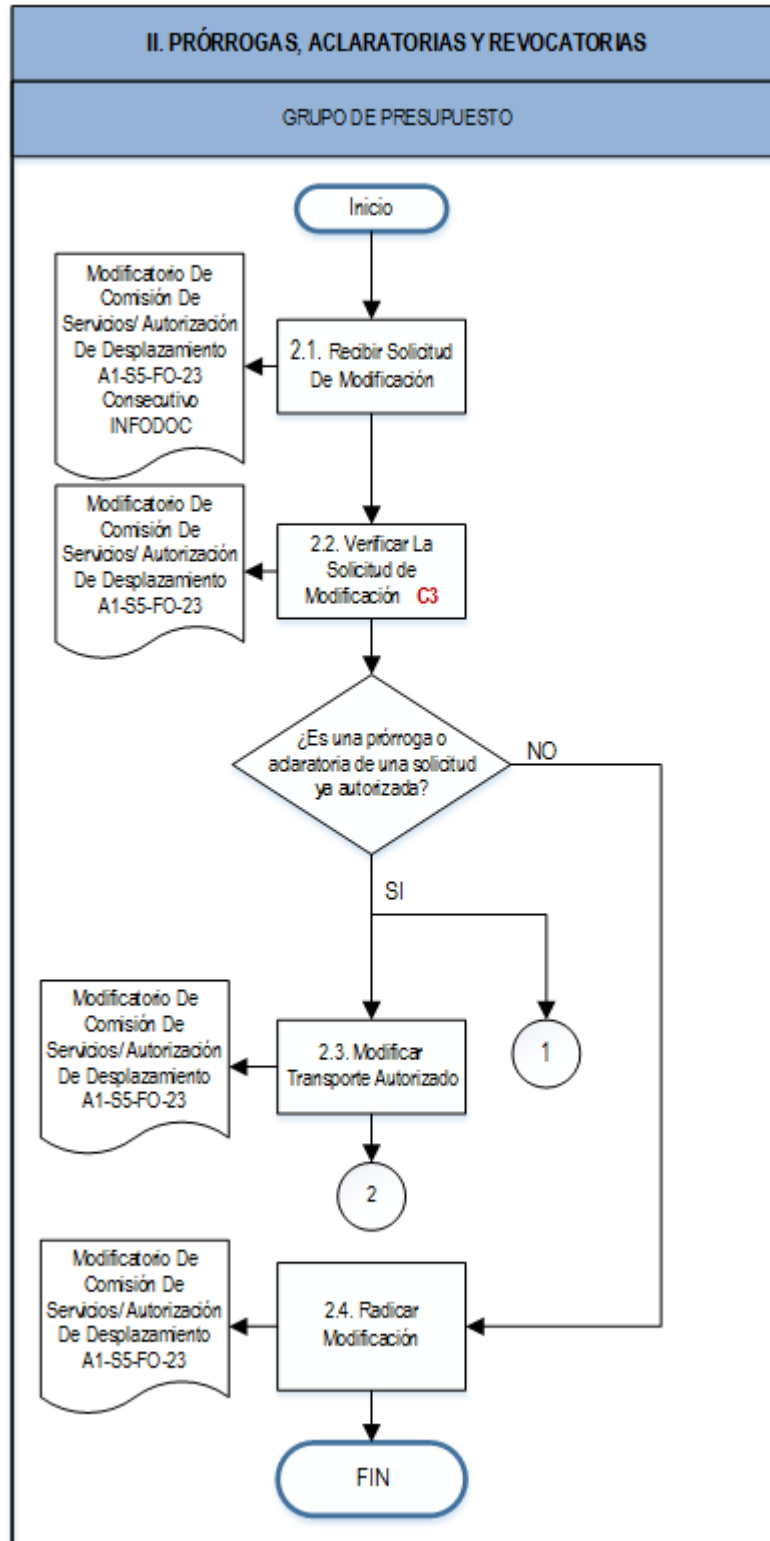 II. PRÓRROGAS, ACLARATORIAS Y REVOCATORIAS
GRUPO DE PRESUPUESTO
Inicio
Modificatorio De
Comisión De
Servicios/ Autorización
De Desplazamiento
A1-S5-FO-23
Consecutivo
INFODOC
2.1. Recibir Solicitud
De Modificación
Modificatorio De
Comisión De
Servicios/ Autorización
De Desplazamiento
A1-S5-FO-23
2.2. Verificar La
Solicitud de
Modificación C3
¿Es una prórroga o
aclaratoria de una solicitud
ya autorizada?
NO
SI
Modificatorio De
Comisión De
Servicios/ Autorización
De Desplazamiento
A1-S5-FO-23
2.3. Modificar
Transporte Autorizado
1
2
Modificatorio De
Comisión De
Servicios/ Autorización
De Desplazamiento
A1-S5-FO-23
2.4. Radicar
Modificación
FIN